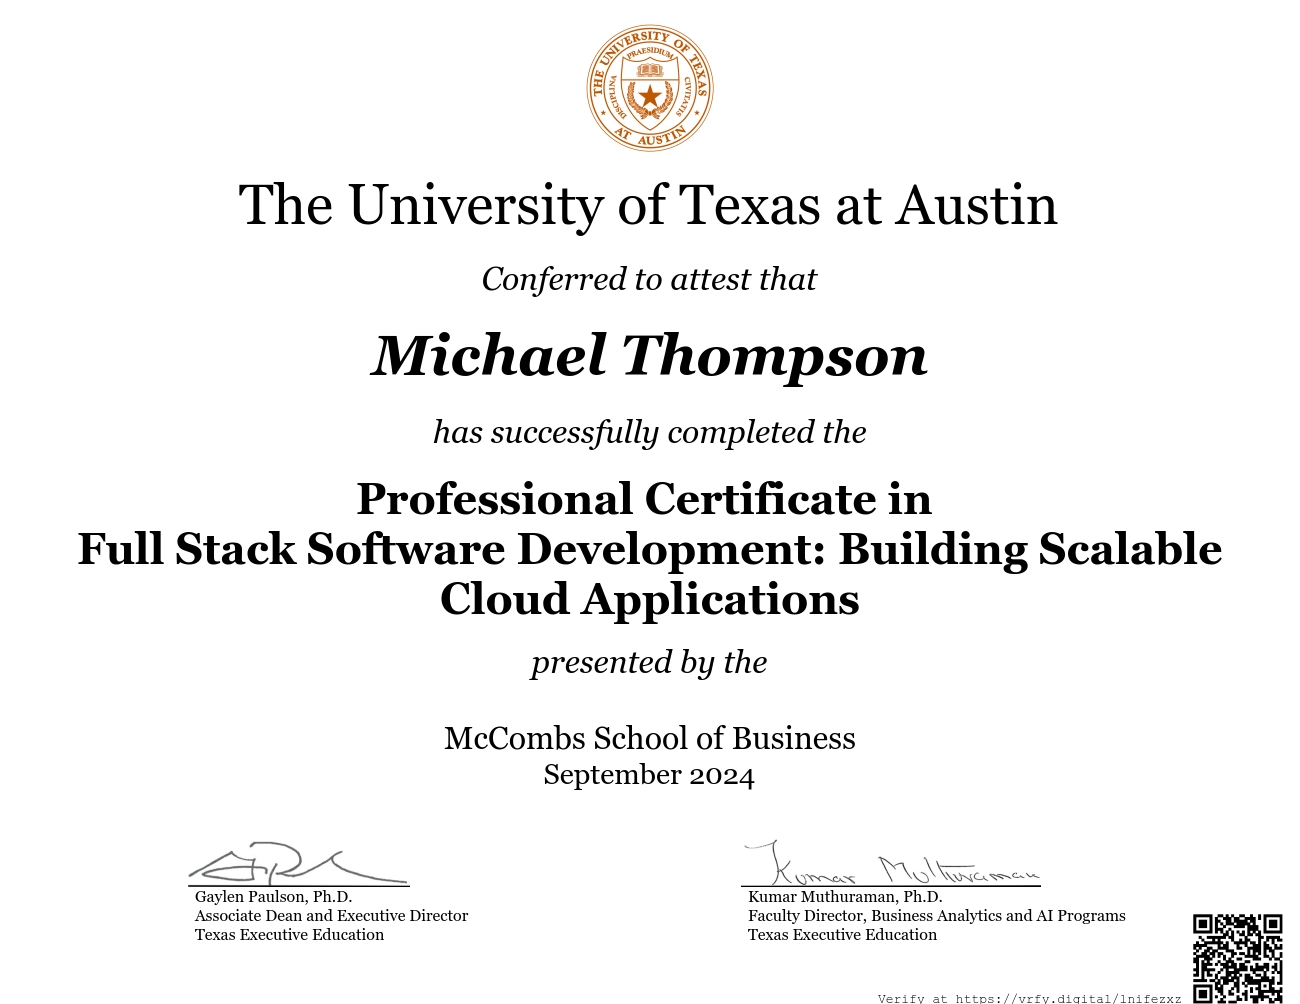 THE UNIVERSITY OF TEXAS
AT AUSTIN
PRAESIDIUM
DISCIPLINA
CIVITATIS
The University of Texas at Austin
Conferred to attest that
Michael Thompson
has successfully completed the
Professional Certificate in
Full Stack Software Development: Building Scalable
Cloud Applications
presented by the
McCombs School of Business
September 2024
Kumar Muthuraman
Gaylen Paulson, Ph.D.
Associate Dean and Executive Director
Texas Executive Education
Kumar Muthuraman, Ph.D.
Faculty Director, Business Analytics and AI Programs
Texas Executive Education
Verify at https://vrfy.digital/lnifezxz